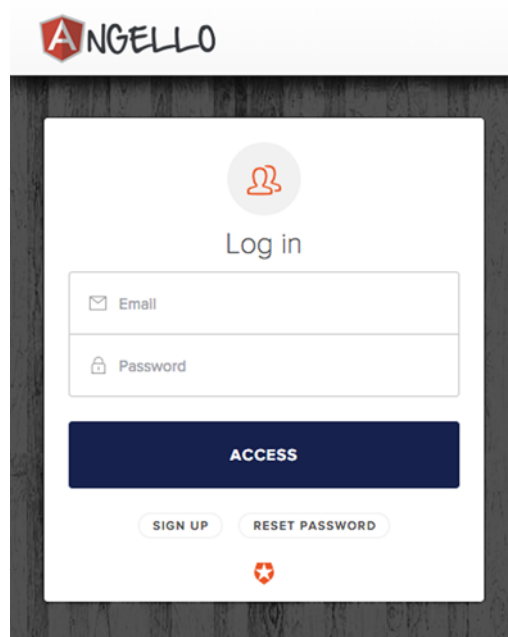 ANGELLO
Log in
Email
Password
ACCESS
SIGN UP RESET PASSWORD